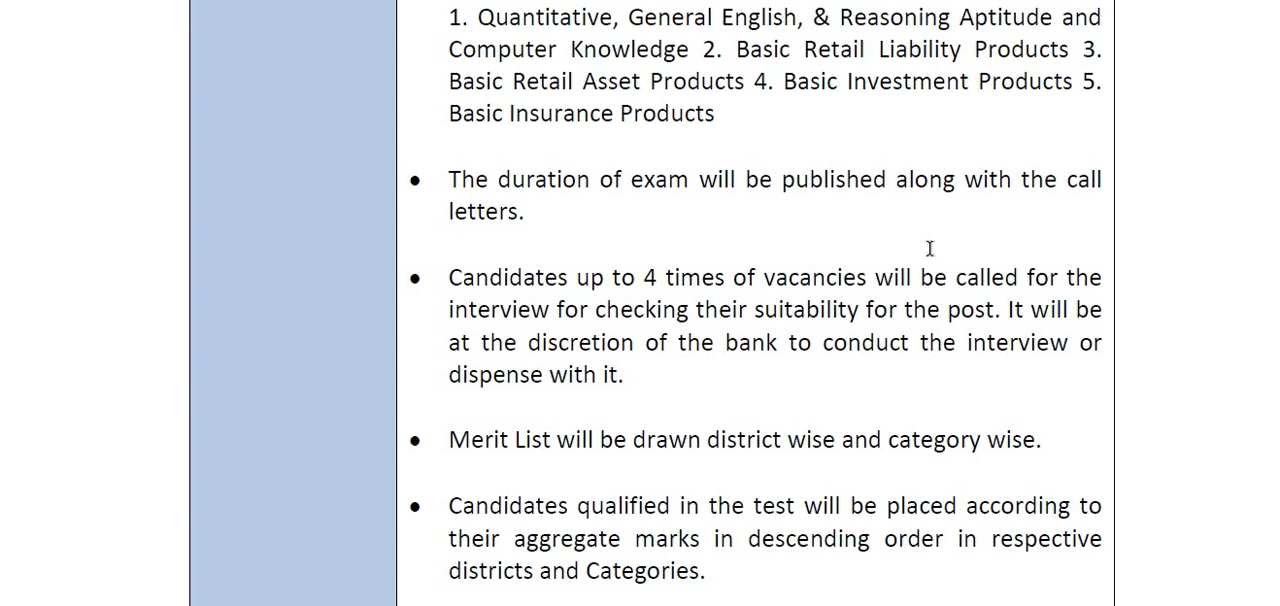 1. Quantitative, General English, & Reasoning Aptitude and
Computer Knowledge 2. Basic Retail Liability Products 3.
Basic Retail Asset Products 4. Basic Investment Products 5.
Basic Insurance Products
• The duration of exam will be published along with the call
letters.
• Candidates up to 4 times of vacancies will be called for the
interview for checking their suitability for the post. It will be
at the discretion of the bank to conduct the interview or
dispense with it.
• Merit List will be drawn district wise and category wise.
• Candidates qualified in the test will be placed according to
their aggregate marks in descending order in respective
districts and Categories.